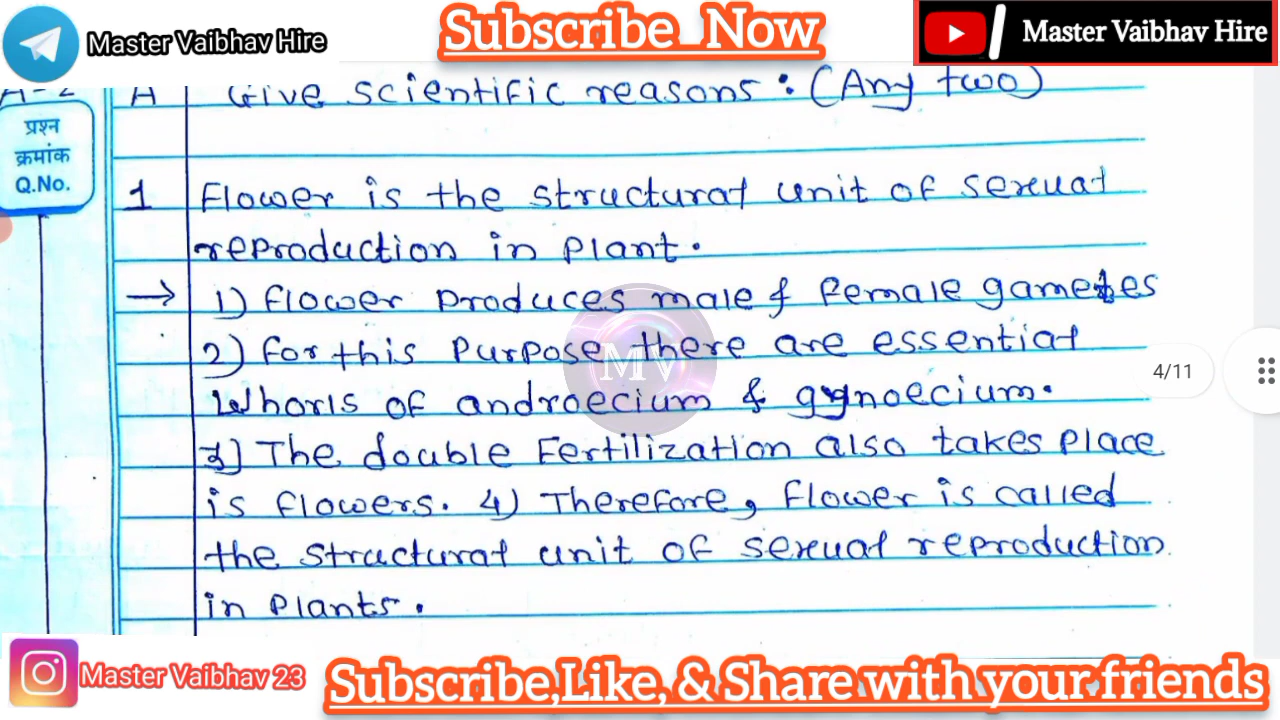 Master Vaibhav Hire
Subscribe Now
Master Vaibhav Hire
A-2 A Give scientific reasons : (Any two)
प्रश्न
क्रमांक
Q.No.
1 Flower is the structural unit of sexual
reproduction in plant.
→ 1) flower produces male & female gametes
4/11
2) for this purpose there are essential
MV
Whorls of androecium & gynoecium.
3) The double Fertilization also takes place
is flowers. 4) Therefore, flower is called
the structural unit of sexual reproduction
in plants.
Master Vaibhav 23
Subscribe,Like, & Share with your friends